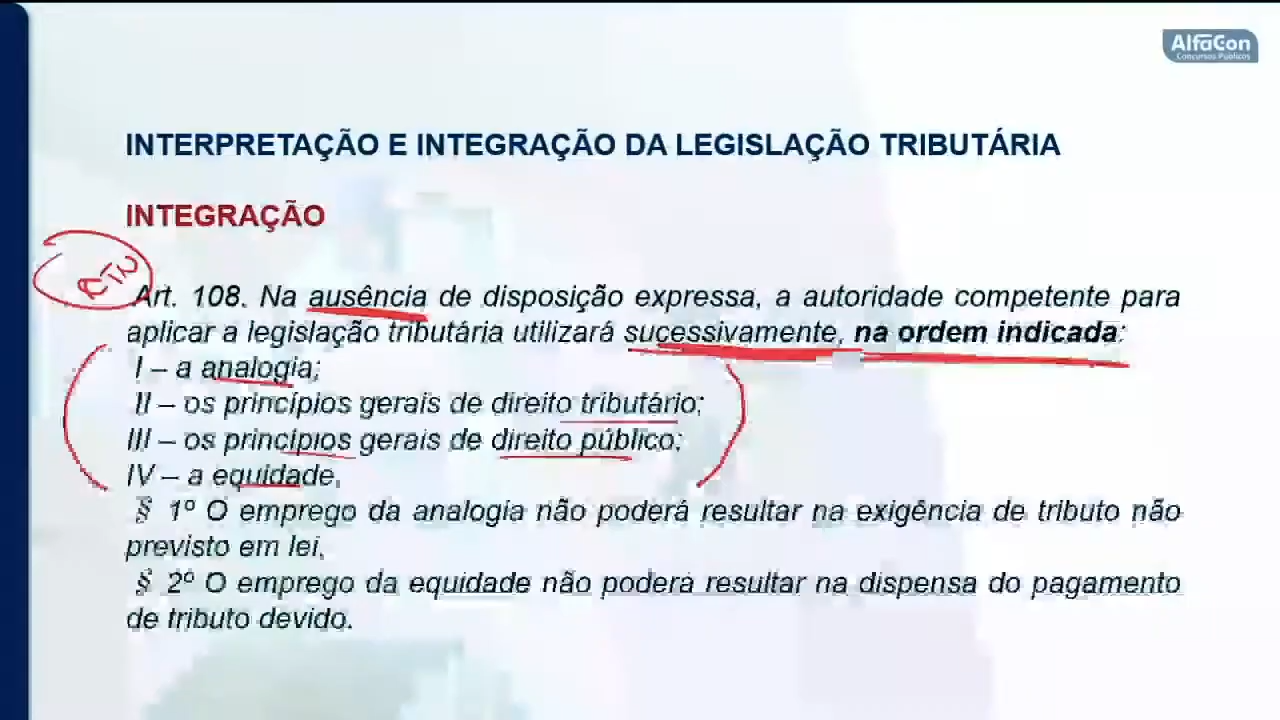 AlfaCon
Concursos Públicos
INTERPRETAÇÃO E INTEGRAÇÃO DA LEGISLAÇÃO TRIBUTÁRIA
INTEGRAÇÃO
CTN
Art. 108. Na ausência de disposição expressa, a autoridade competente para
aplicar a legislação tributária utilizará sucessivamente, na ordem indicada:
I – a analogia;
II – os princípios gerais de direito tributário;
III – os princípios gerais de direito público;
IV – a equidade.
§ 1º O emprego da analogia não poderá resultar na exigência de tributo não
previsto em lei.
§ 2º O emprego da equidade não poderá resultar na dispensa do pagamento
de tributo devido.